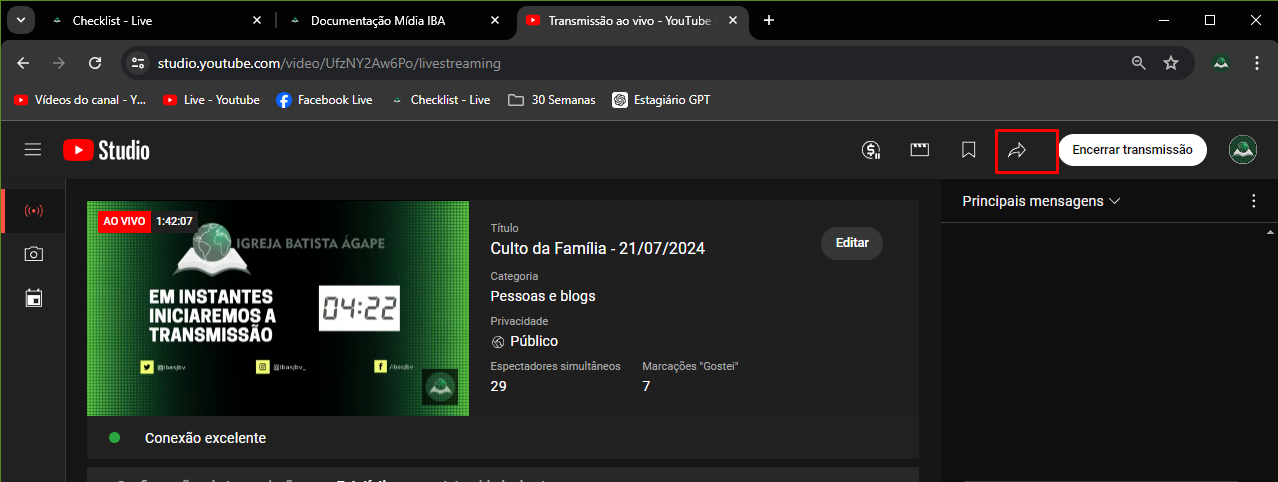 Checklist - Live
Documentação Mídia IBA
Transmissão ao vivo - YouTube
studio.youtube.com/video/UfzNY2Aw6Po/livestreaming
Vídeos do canal - Y...
Live - Youtube
Facebook Live
Checklist - Live
30 Semanas
Estagiário GPT
Studio
Encerrar transmissão
AO VIVO 1:42:07
IGREJA BATISTA ÁGAPE
EM INSTANTES
INICIAREMOS A
TRANSMISSÃO
04:22
@ibasjbv
@ibasjbv_
/ibasjbv
Título
Culto da Família - 21/07/2024
Editar
Categoria
Pessoas e blogs
Privacidade
Público
Espectadores simultâneos
Marcações "Gostei"
29
7
Conexão excelente
Principais mensagens